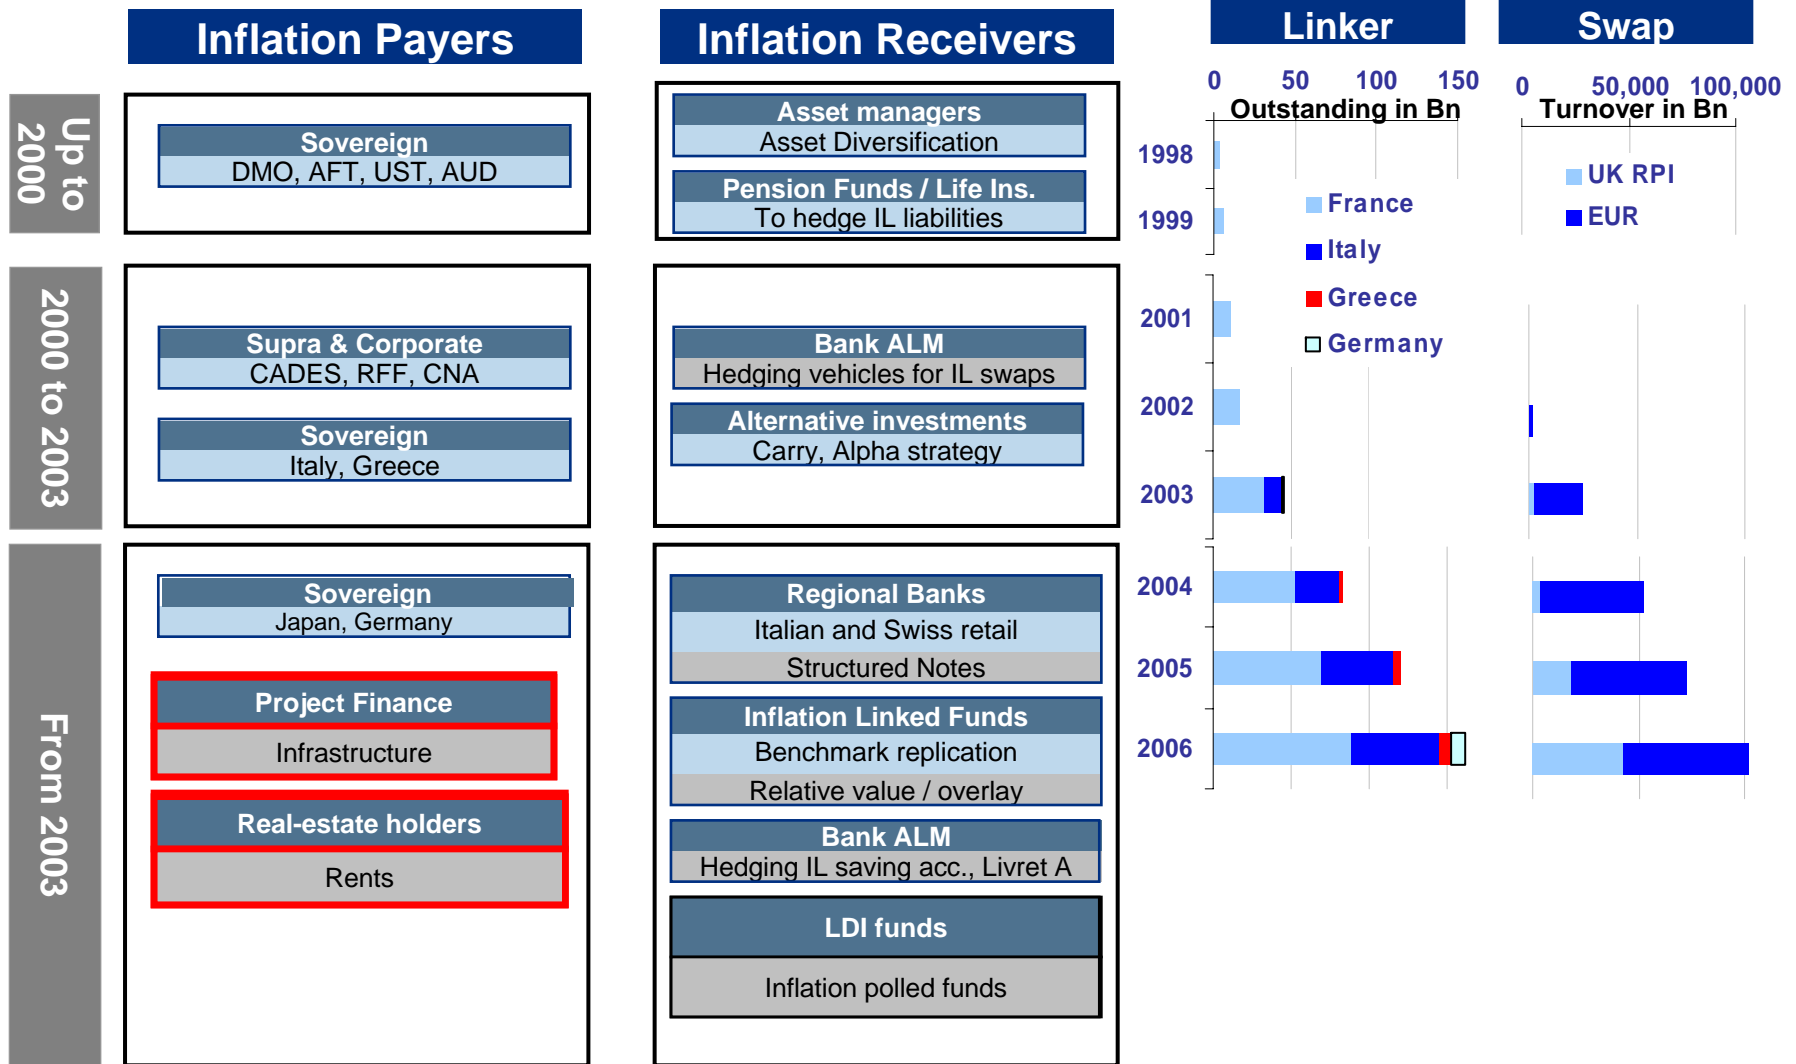 Inflation Payers
Inflation Receivers
Linker
Swap
0 50 100 150
Outstanding in Bn
0 50,000 100,000
Turnover in Bn
Up to
2000
Sovereign
DMO, AFT, UST, AUD
Asset managers
Asset Diversification
Pension Funds / Life Ins.
To hedge IL liabilities
1998
1999
France
Italy
Greece
Germany
UK RPI
EUR
2000 to 2003
Supra & Corporate
CADES, RFF, CNA
Sovereign
Italy, Greece
Bank ALM
Hedging vehicles for IL swaps
Alternative investments
Carry, Alpha strategy
2001
2002
2003
From 2003
Sovereign
Japan, Germany
Project Finance
Infrastructure
Real-estate holders
Rents
Regional Banks
Italian and Swiss retail
Structured Notes
Inflation Linked Funds
Benchmark replication
Relative value / overlay
Bank ALM
Hedging IL saving acc., Livret A
LDI funds
Inflation polled funds
2004
2005
2006